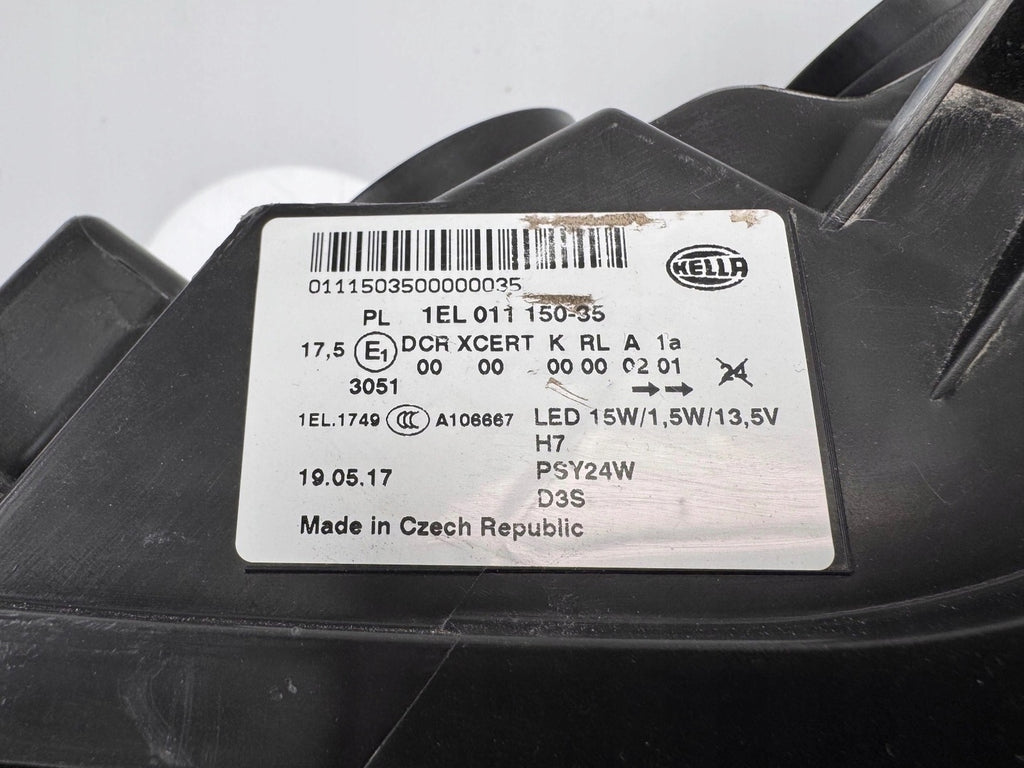 0111503500000035
HELLA
PL 1EL 011 150-35
17,5 E1 DCR XCERT K RL A 1a
00 00 00 00 02 01
3051 24
1EL.1749 CCC A106667 LED 15W/1,5W/13,5V
H7
19.05.17 PSY24W
D3S
Made in Czech Republic